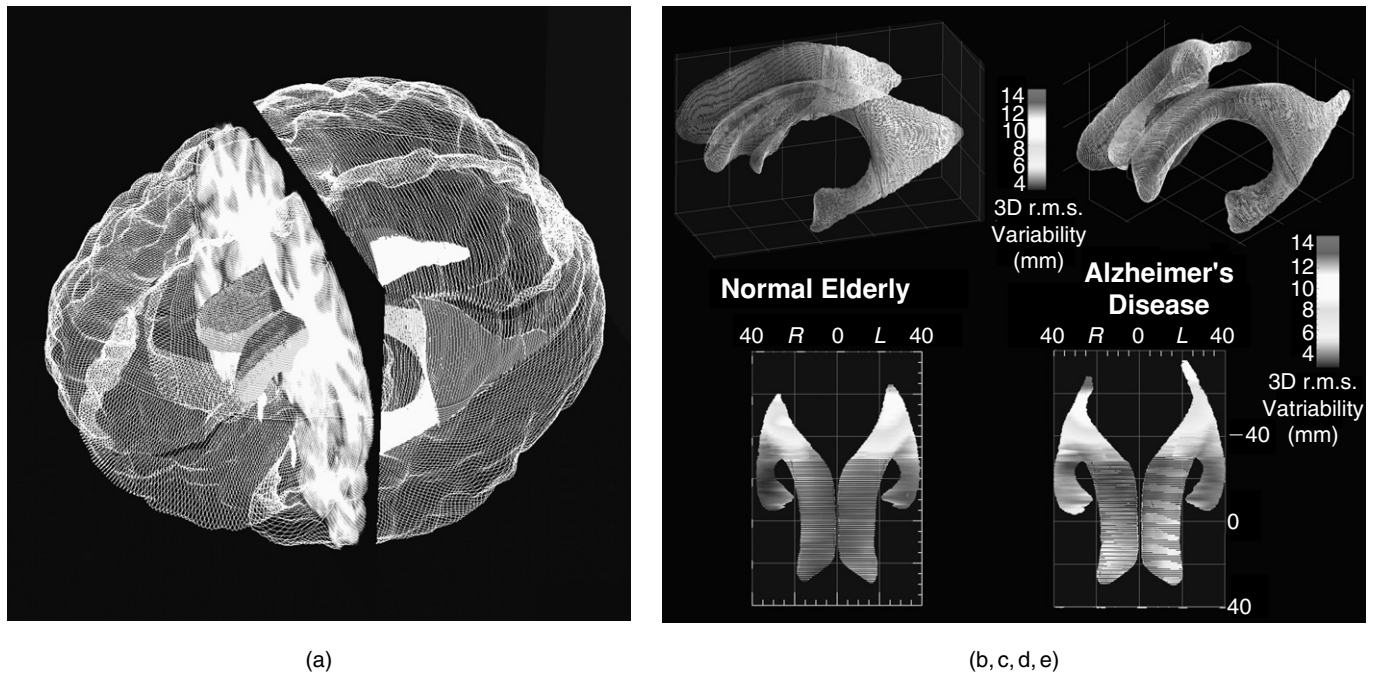 14
12
10
8
6
4
3D r.m.s.
Variability
(mm)
Normal Elderly
Alzheimer's
Disease
14
12
10
8
6
4
3D r.m.s.
Vatriability
(mm)
40 R 0 L 40
40 R 0 L 40
−40
0
40
(a)
(b, c, d, e)